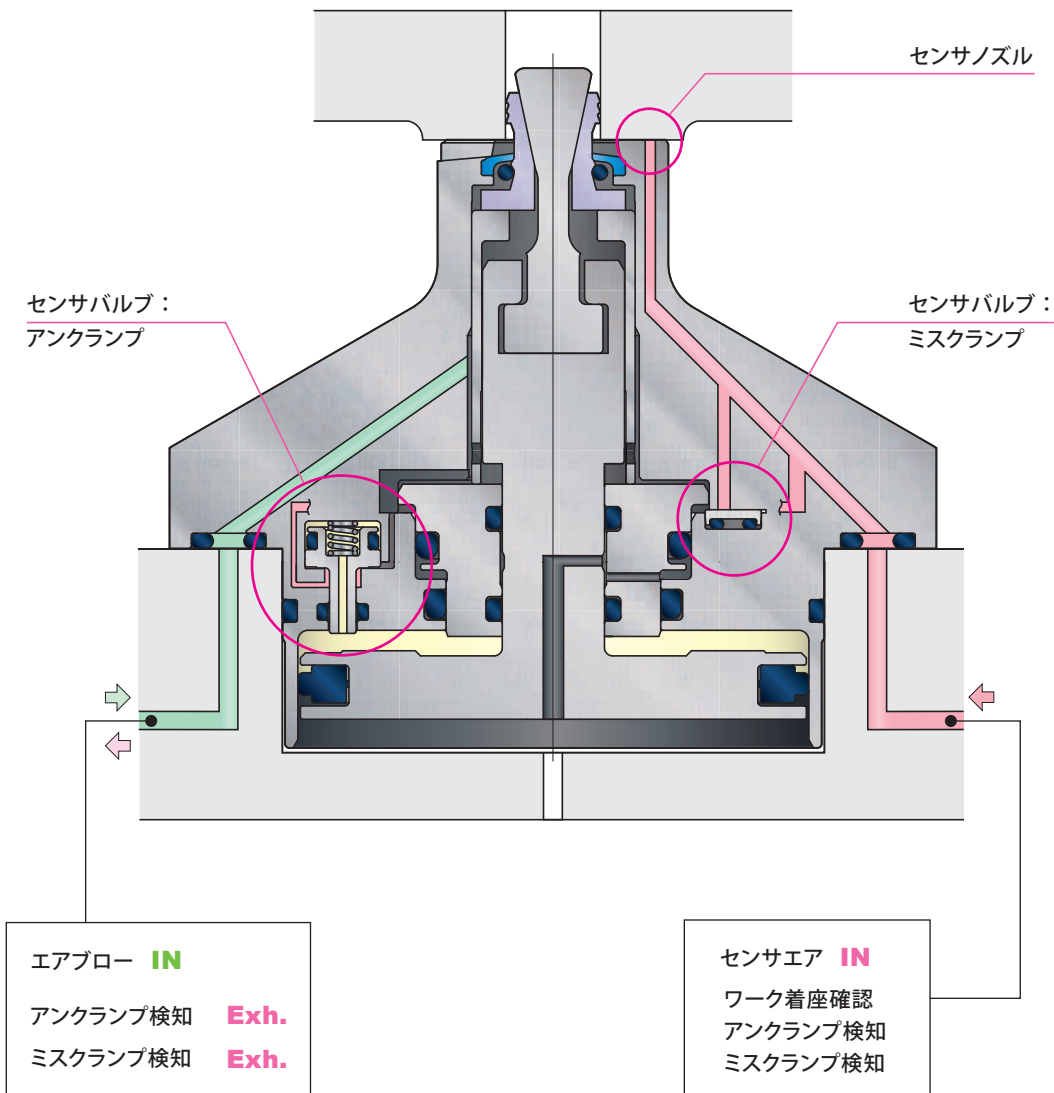 センサノズル
センサバルブ：
アンクランプ
センサバルブ：
ミスクランプ
エアブロー IN
アンクランプ検知 Exh.
ミスクランプ検知 Exh.
センサエア IN
ワーク着座確認
アンクランプ検知
ミスクランプ検知